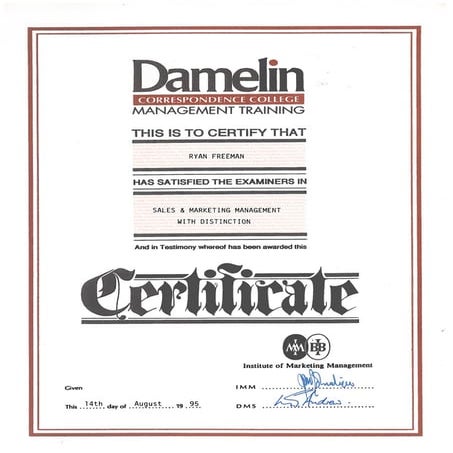 Damelin
CORRESPONDENCE COLLEGE
MANAGEMENT TRAINING
THIS IS TO CERTIFY THAT
RYAN FREEMAN
HAS SATISFIED THE EXAMINERS IN
SALES & MARKETING MANAGEMENT
WITH DISTINCTION
And in Testimony whereof has been awarded this
Certificate
IMM
Institute of Marketing Management
Given
IMM
This 14th day of August 19 95
DMS